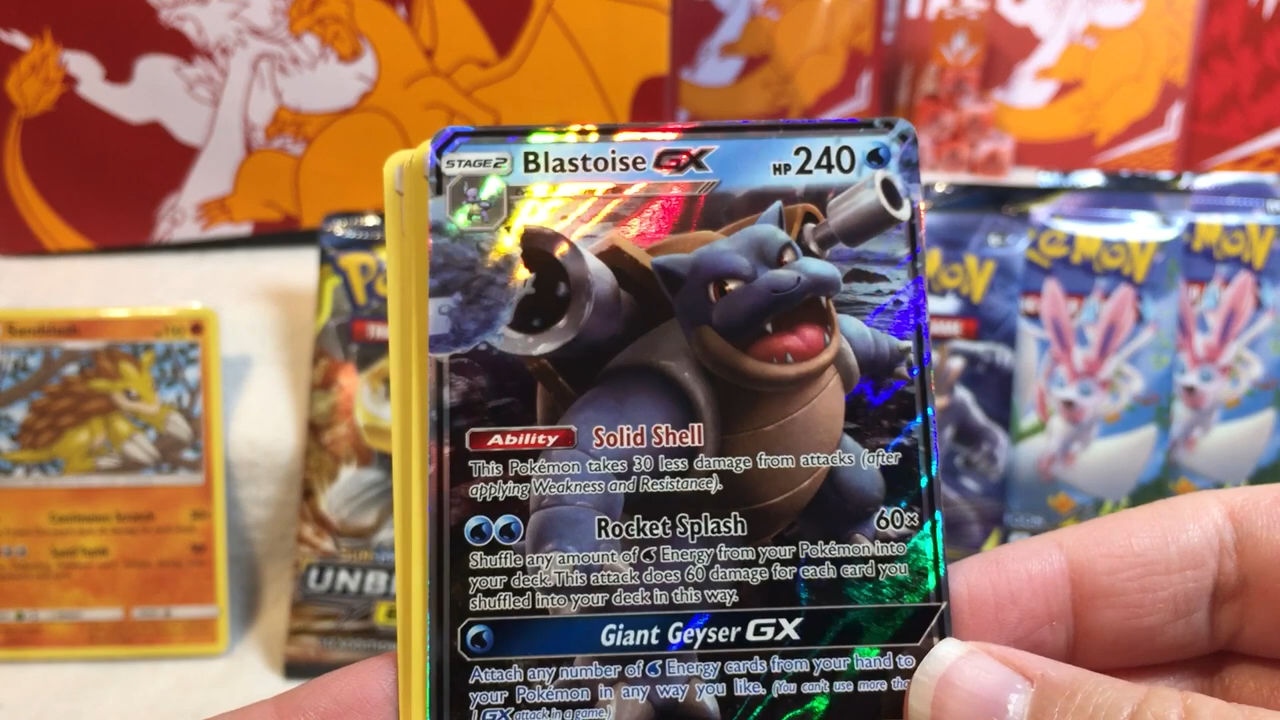 STAGE2 Blastoise GX HP240
Ability Solid Shell
This Pokémon takes 30 less damage from attacks (after
applying Weakness and Resistance).
Rocket Splash 60x
Shuffle any amount of Energy from your Pokémon into
your deck. This attack does 60 damage for each card you
shuffled into your deck in this way.
Giant Geyser GX
Attach any number of Energy cards from your hand to
your Pokémon in any way you like. (You can't use more
1 GX attack in a game.)
UNB